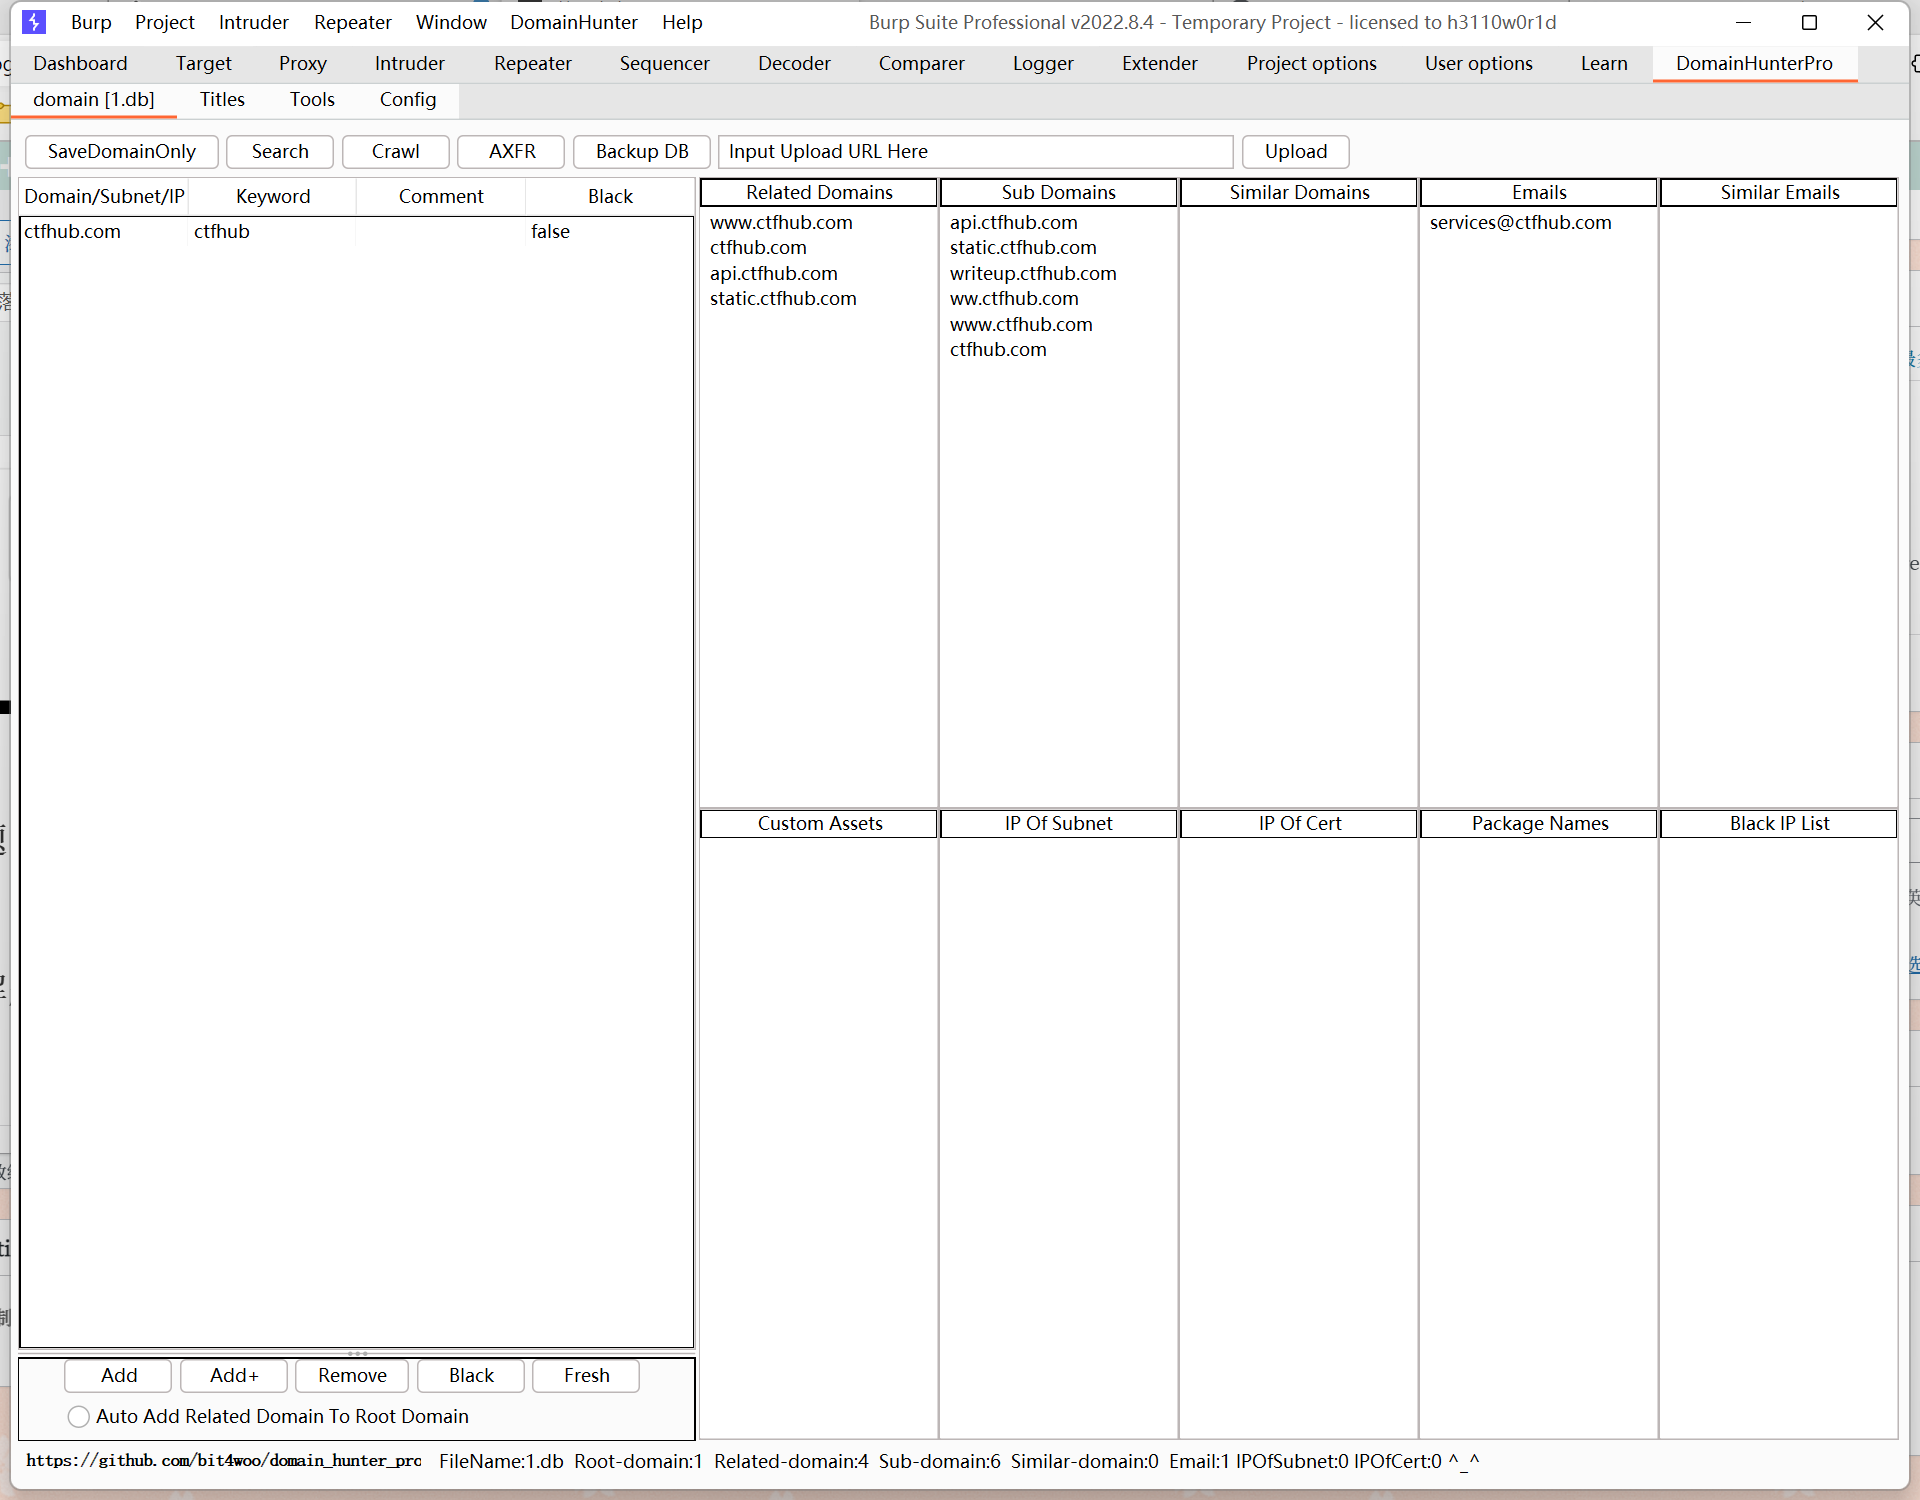 Burp Project Intruder Repeater Window DomainHunter Help Burp Suite Professional v2022.8.4 - Temporary Project - licensed to h3110w0r1d
Dashboard Target Proxy Intruder Repeater Sequencer Decoder Comparer Logger Extender Project options User options Learn DomainHunterPro
domain [1.db] Titles Tools Config
SaveDomainOnly Search Crawl AXFR Backup DB Input Upload URL Here Upload
Domain/Subnet/IP Keyword Comment Black
ctfhub.com ctfhub false
Related Domains Sub Domains Similar Domains Emails Similar Emails
www.ctfhub.com api.ctfhub.com services@ctfhub.com
ctfhub.com static.ctfhub.com
api.ctfhub.com writeup.ctfhub.com
static.ctfhub.com ww.ctfhub.com
www.ctfhub.com
ctfhub.com
Custom Assets IP Of Subnet IP Of Cert Package Names Black IP List
Add Add+ Remove Black Fresh
Auto Add Related Domain To Root Domain
https://github.com/bit4woo/domain_hunter_pro FileName:1.db Root-domain:1 Related-domain:4 Sub-domain:6 Similar-domain:0 Email:1 IPOfSubnet:0 IPOfCert:0 ^_^